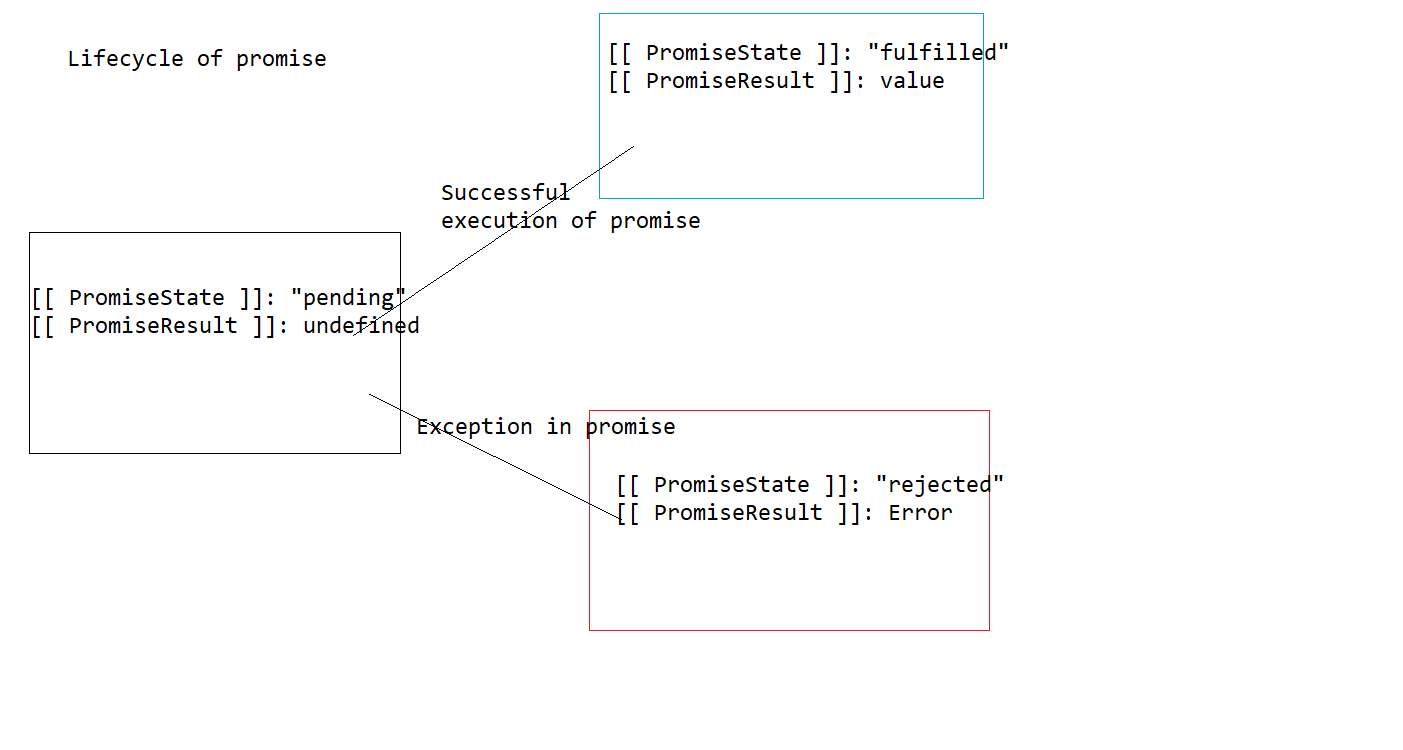 Lifecycle of promise
[[ PromiseState ]]: "fulfilled"
[[ PromiseResult ]]: value
Successful
execution of promise
[[ PromiseState ]]: "pending"
[[ PromiseResult ]]: undefined
Exception in promise
[[ PromiseState ]]: "rejected"
[[ PromiseResult ]]: Error